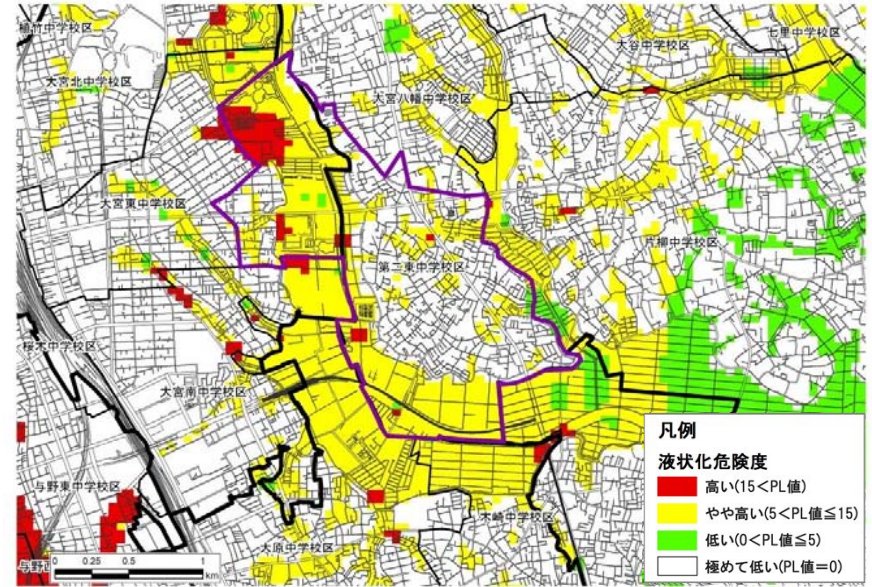 植竹中学校区
大宮北中学校区
大谷中学校区
七里中学校区
大宮八幡中学校区
大宮東中学校区
第二東中学校区
片柳中学校区
桜木中学校区
大宮南中学校区
与野東中学校区
木崎中学校区
大原中学校区
与野西
0 0.25 0.5 1
km
凡例
液状化危険度
高い(15<PL値)
やや高い(5<PL値≦15)
低い(0<PL値≦5)
極めて低い(PL値=0)